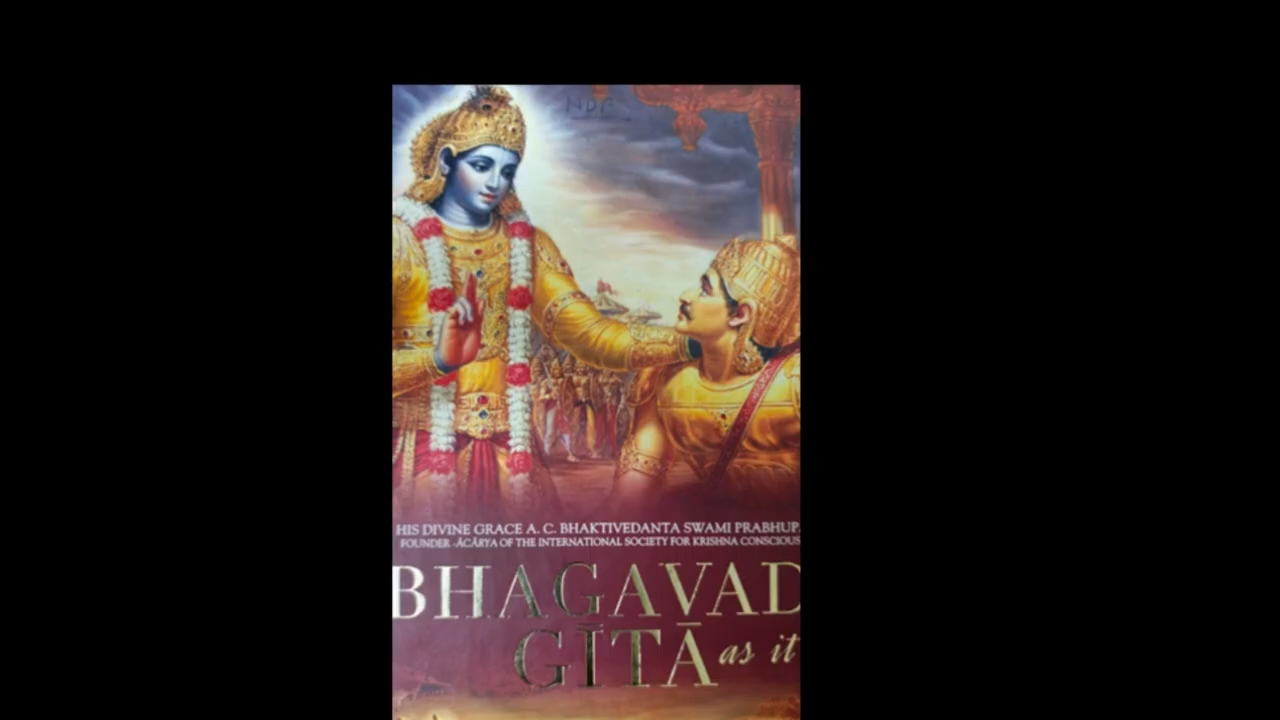 NDP
HIS DIVINE GRACE A. C. BHAKTIVEDANTA SWAMI PRABHUP
FOUNDER -ĀCĀRYA OF THE INTERNATIONAL SOCIETY FOR KRISHNA CONSCIOUS
BHAGAVAD
GĪTĀ as it